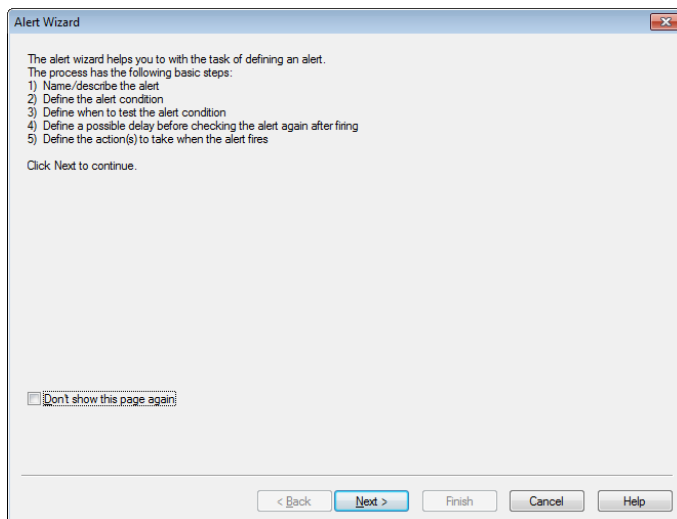 Alert Wizard
The alert wizard helps you to with the task of defining an alert.
The process has the following basic steps:
1) Name/describe the alert
2) Define the alert condition
3) Define when to test the alert condition
4) Define a possible delay before checking the alert again after firing
5) Define the action(s) to take when the alert fires
Click Next to continue.
Don't show this page again
< Back Next > Finish Cancel Help